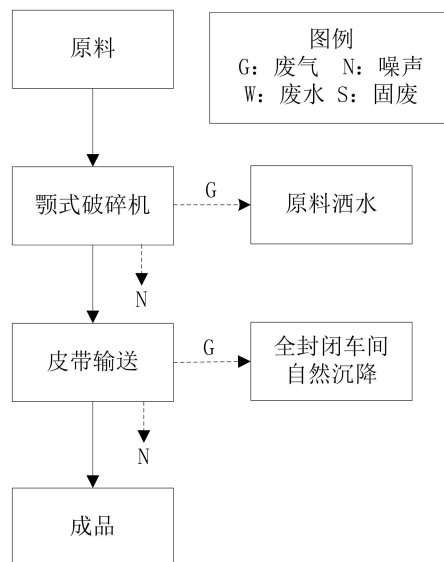 原料
图例
G：废气 N：噪声
W：废水 S：固废
颚式破碎机
G
原料洒水
N
皮带输送
G
全封闭车间
自然沉降
N
成品